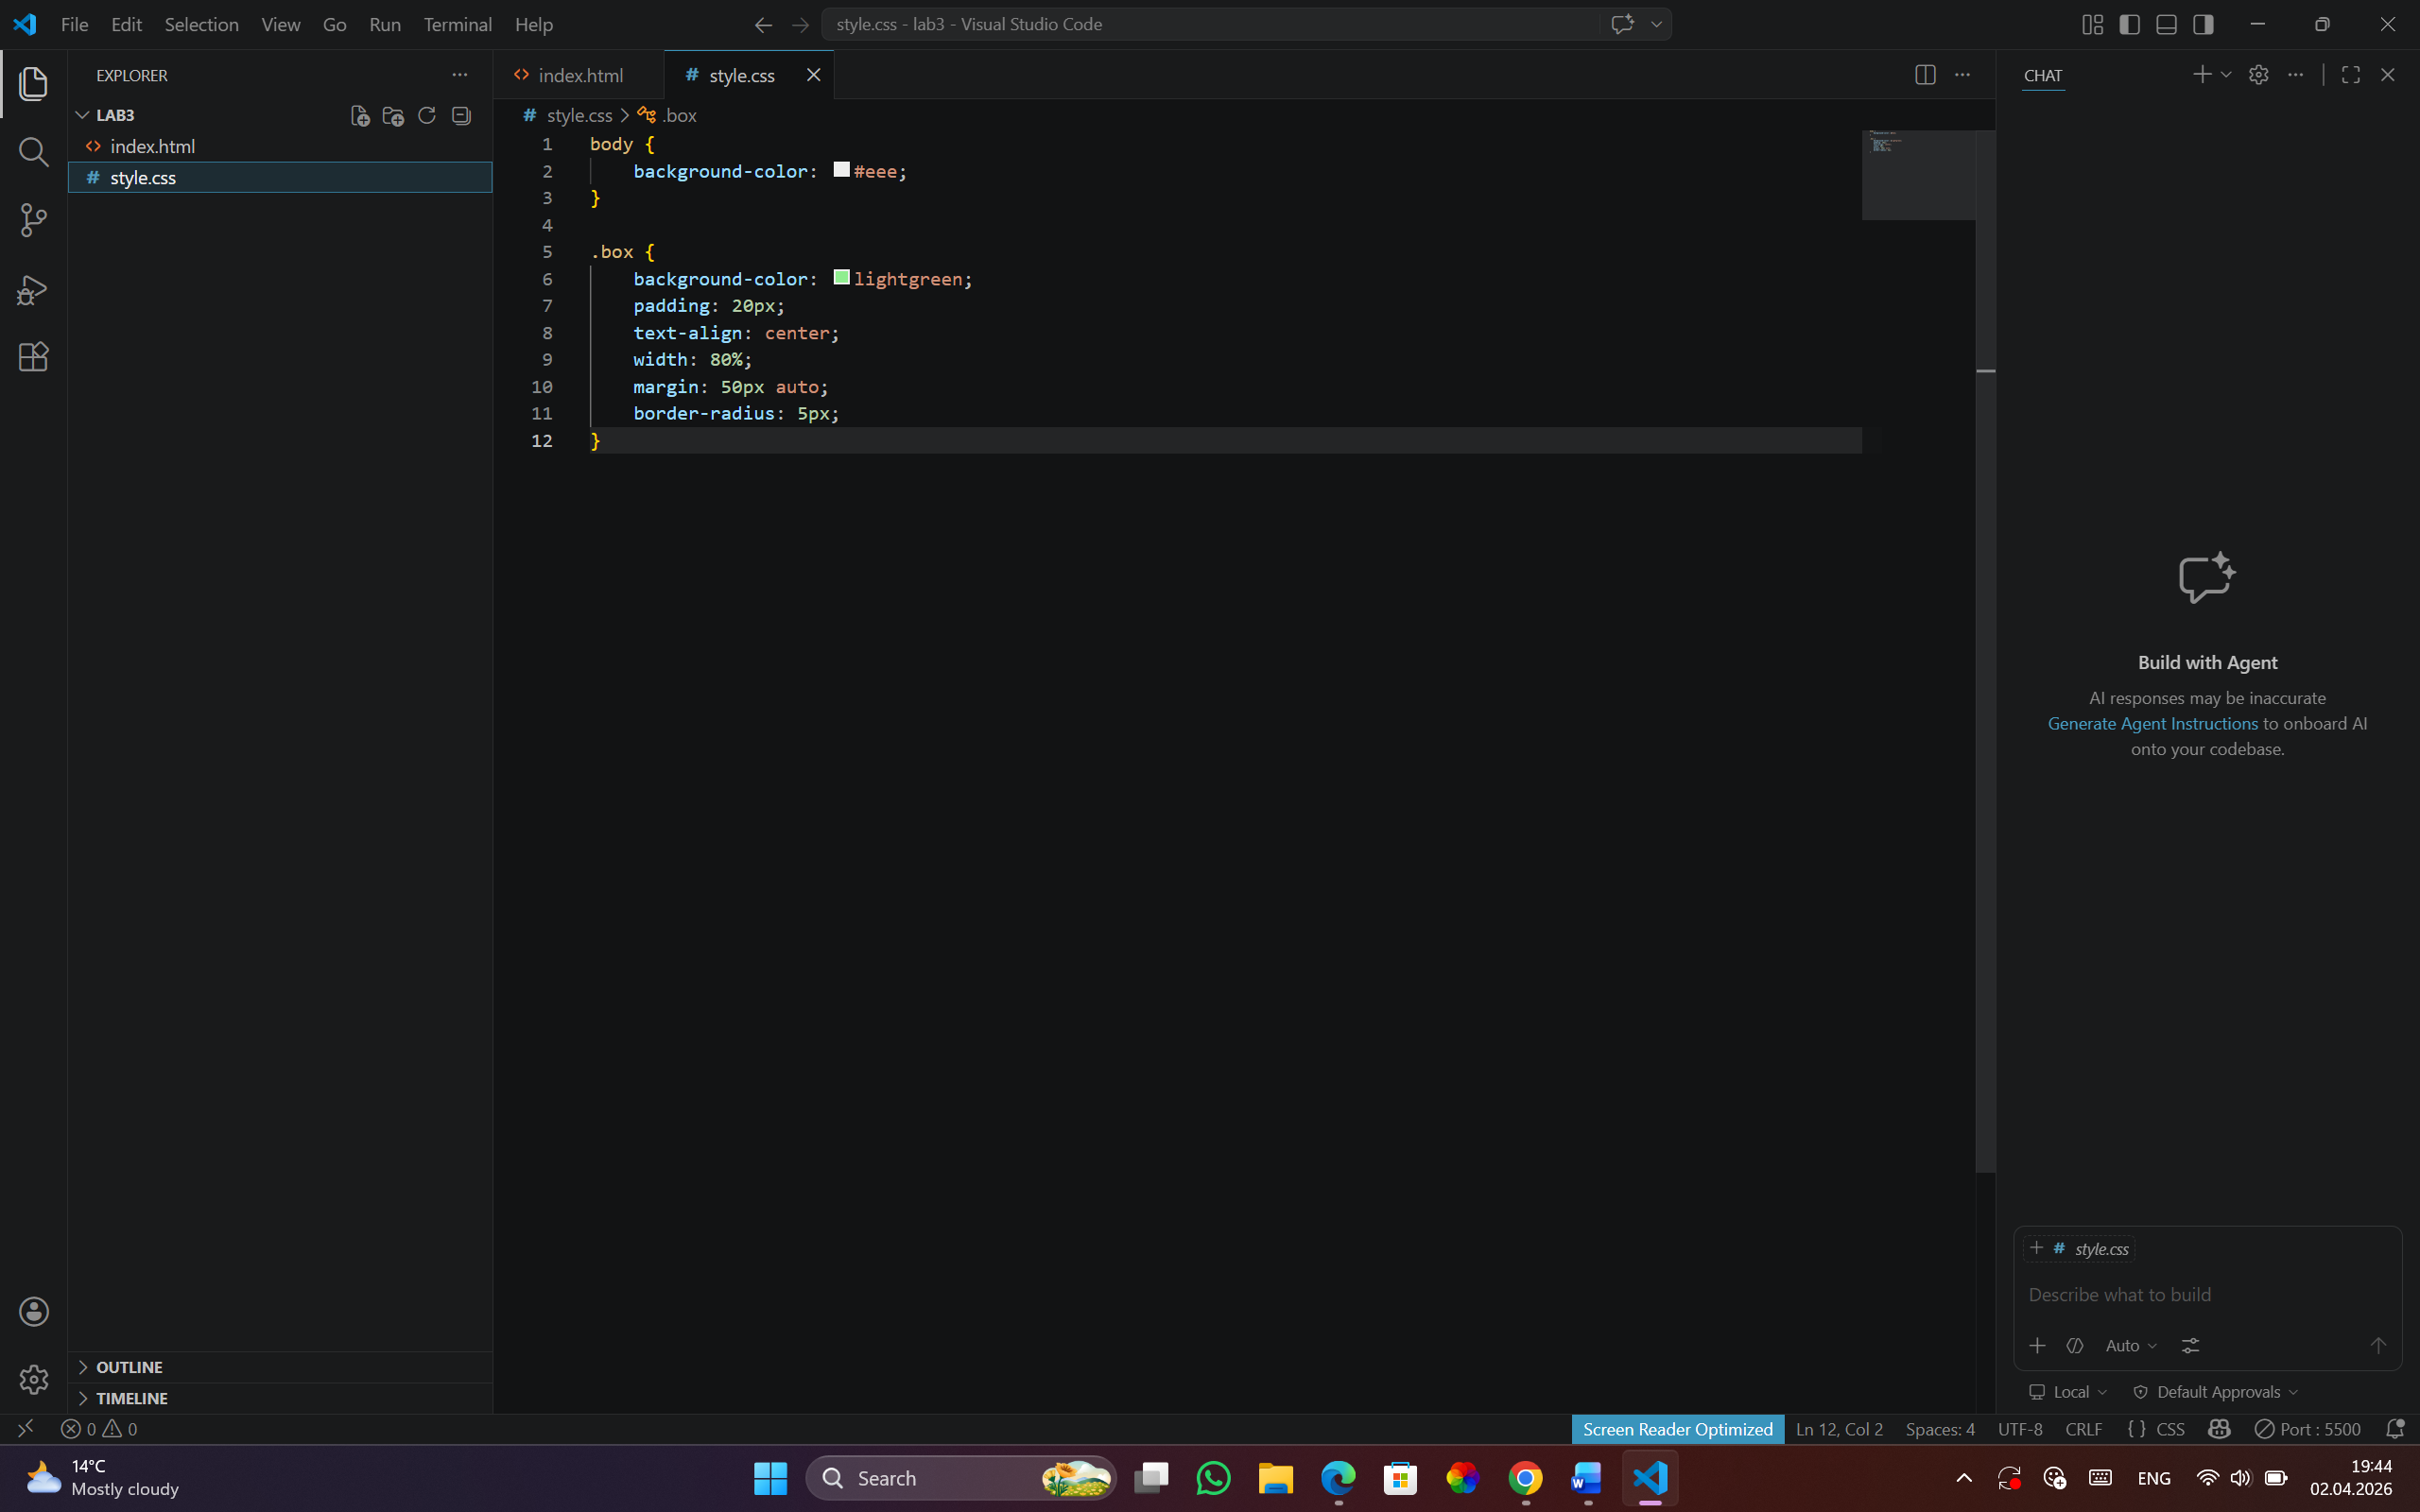 File Edit Selection View Go Run Terminal Help
style.css - lab3 - Visual Studio Code
EXPLORER
LAB3
index.html
style.css
OUTLINE
TIMELINE
index.html
style.css
style.css > .box
1 body {
2 background-color: #eee;
3 }
4
5 .box {
6 background-color: lightgreen;
7 padding: 20px;
8 text-align: center;
9 width: 80%;
10 margin: 50px auto;
11 border-radius: 5px;
12 }
CHAT
Build with Agent
AI responses may be inaccurate
Generate Agent Instructions to onboard AI
onto your codebase.
# style.css
Describe what to build
Auto
Local Default Approvals
0 0
Screen Reader Optimized Ln 12, Col 2 Spaces: 4 UTF-8 CRLF {} CSS Port : 5500
14°C
Mostly cloudy
Search
ENG
19:44
02.04.2026